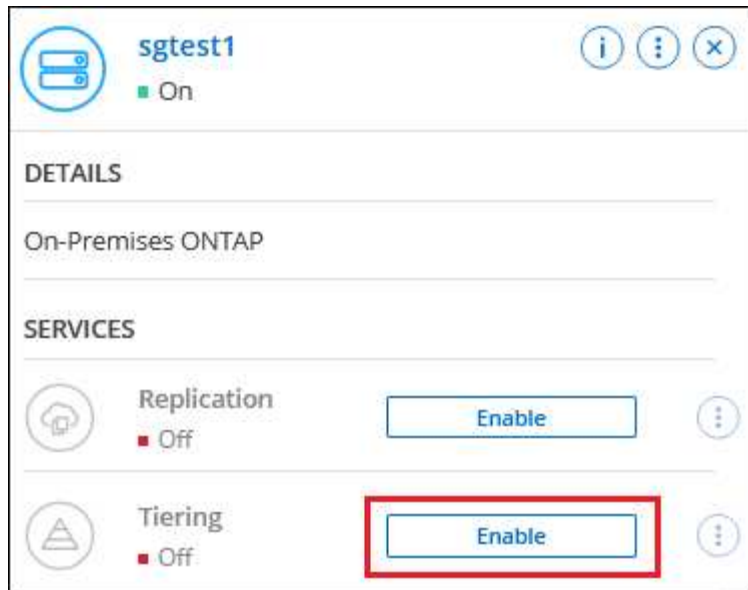 sgtest1
On
DETAILS
On-Premises ONTAP
SERVICES
Replication
Off
Enable
Tiering
Off
Enable